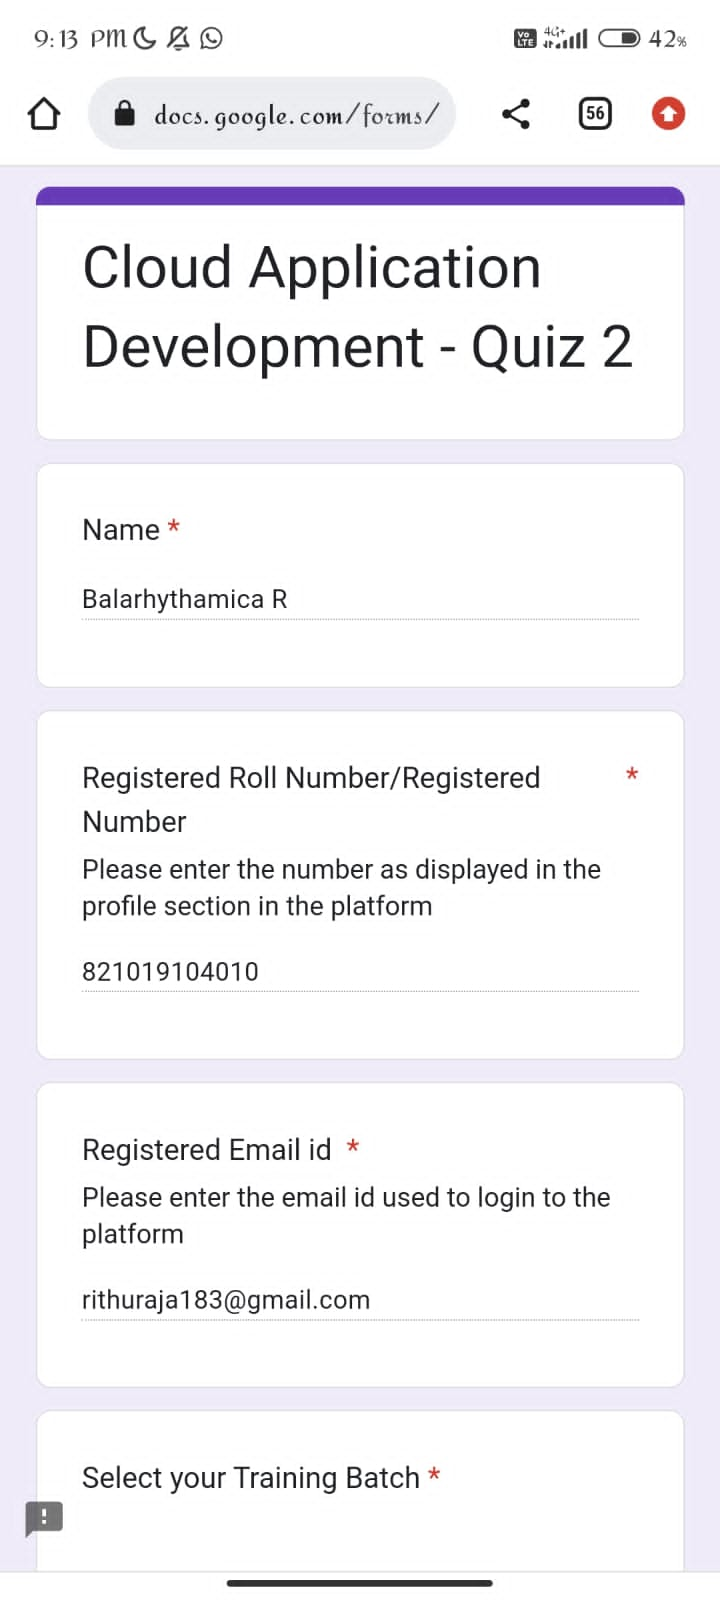 9:13 PM
Vo LTE 4G+ 42%
docs.google.com/forms/
56
Cloud Application
Development - Quiz 2
Name *
Balarhythamica R
Registered Roll Number/Registered *
Number
Please enter the number as displayed in the
profile section in the platform
821019104010
Registered Email id *
Please enter the email id used to login to the
platform
rithuraja183@gmail.com
Select your Training Batch *